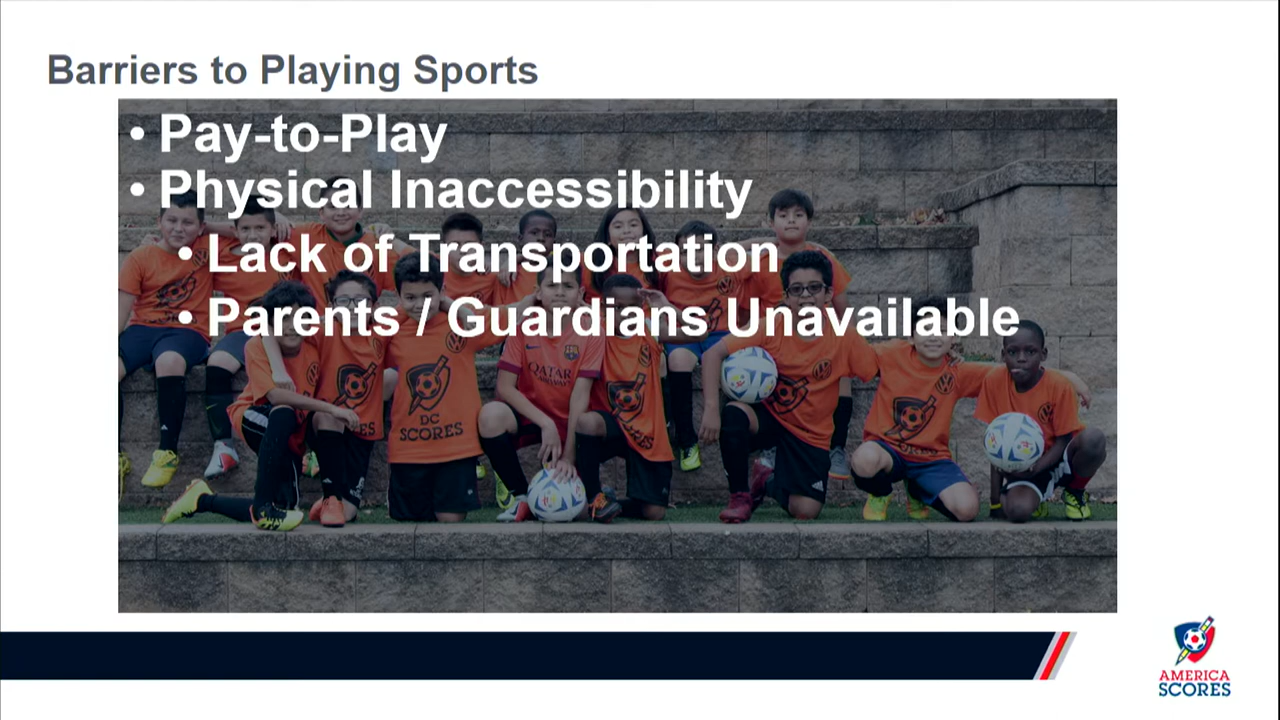 Barriers to Playing Sports
• Pay-to-Play
• Physical Inaccessibility
• Lack of Transportation
• Parents / Guardians Unavailable
QATAR
DC
SCORES
AMERICA
SCORES